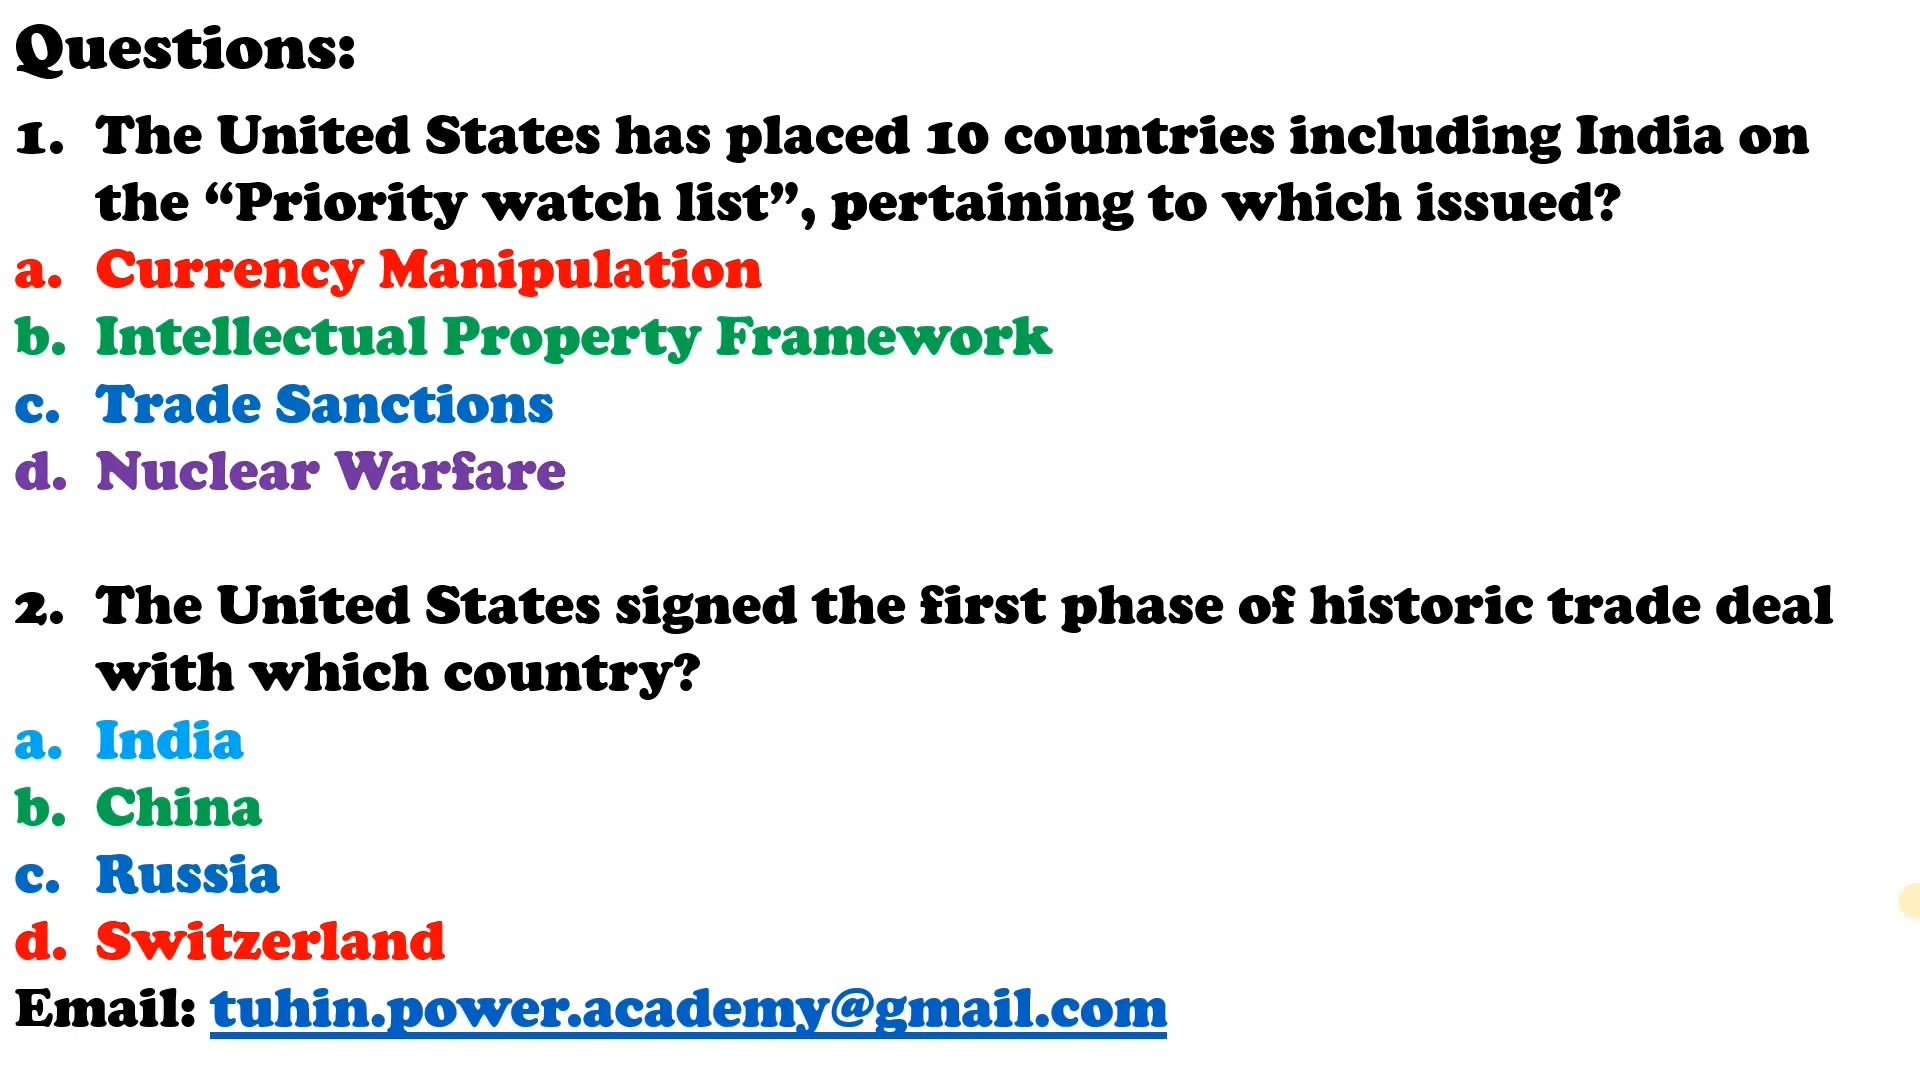 Questions:
1. The United States has placed 10 countries including India on
the “Priority watch list”, pertaining to which issued?
a. Currency Manipulation
b. Intellectual Property Framework
c. Trade Sanctions
d. Nuclear Warfare
2. The United States signed the first phase of historic trade deal
with which country?
a. India
b. China
c. Russia
d. Switzerland
Email: tuhin.power.academy@gmail.com